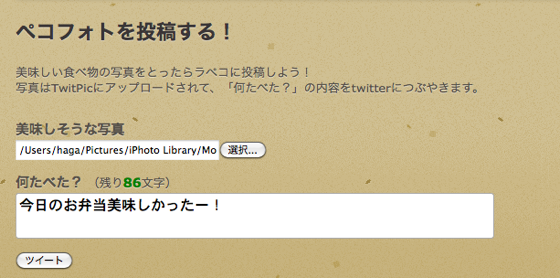 ペコフォトを投稿する！
美味しい食べ物の写真をとったらラペコに投稿しよう！
写真はTwitPicにアップロードされて、「何たべた？」の内容をtwitterにつぶやきます。
美味しそうな写真
/Users/haga/Pictures/iPhoto Library/Mo 選択...
何たべた？ （残り86文字）
今日のお弁当美味しかったー！
ツイート